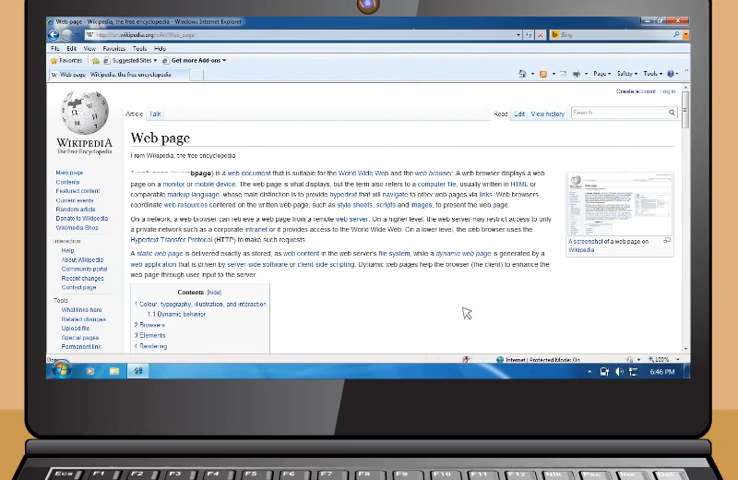 Web page - Wikipedia, the free encyclopedia - Windows Internet Explorer
Bing
File Edit View Favorites Tools Help
Favorites Suggested Sites Get more Add-ons
Web page - Wikipedia, the free encyclopedia
Page Safety Tools
Create account Log in
Article Talk Read Edit View history Search
WIKIPEDIA
The Free Encyclopedia
Web page
From Wikipedia, the free encyclopedia
Main page
Contents
Featured content
Current events
Random article
Donate to Wikipedia
Wikimedia Shop
Interaction
Help
About Wikipedia
Community portal
Recent changes
Contact page
Tools
What links here
Related changes
Upload file
Special pages
Permanent link
webpage) is a web document that is suitable for the World Wide Web and the web browser. A web browser displays a web
page on a monitor or mobile device. The web page is what displays, but the term also refers to a computer file, usually written in HTML or
comparable markup language, whose main distinction is to provide hypertext that will navigate to other web pages via links. Web browsers
coordinate web resources centered on the written web page, such as style sheets, scripts and images, to present the web page.
On a network, a web browser can retrieve a web page from a remote web server. On a higher level, the web server may restrict access to only
a private network such as a corporate intranet or it provides access to the World Wide Web. On a lower level, the web browser uses the
Hypertext Transfer Protocol (HTTP) to make such requests
A static web page is delivered exactly as stored, as web content in the web server's file system, while a dynamic web page is generated by a
web application that is driven by server-side software or client-side scripting. Dynamic web pages help the browser (the client) to enhance the
web page through user input to the server.
A screenshot of a web page on
Wikipedia
Contents [hide]
1 Colour, typography, illustration, and interaction
1.1 Dynamic behavior
2 Browsers
3 Elements
4 Rendering
Internet | Protected Mode: On 100%
6:46 PM
Esc F1 F2 F3 F4 F5 F6 F7 F8 F9 F10 F11 F12